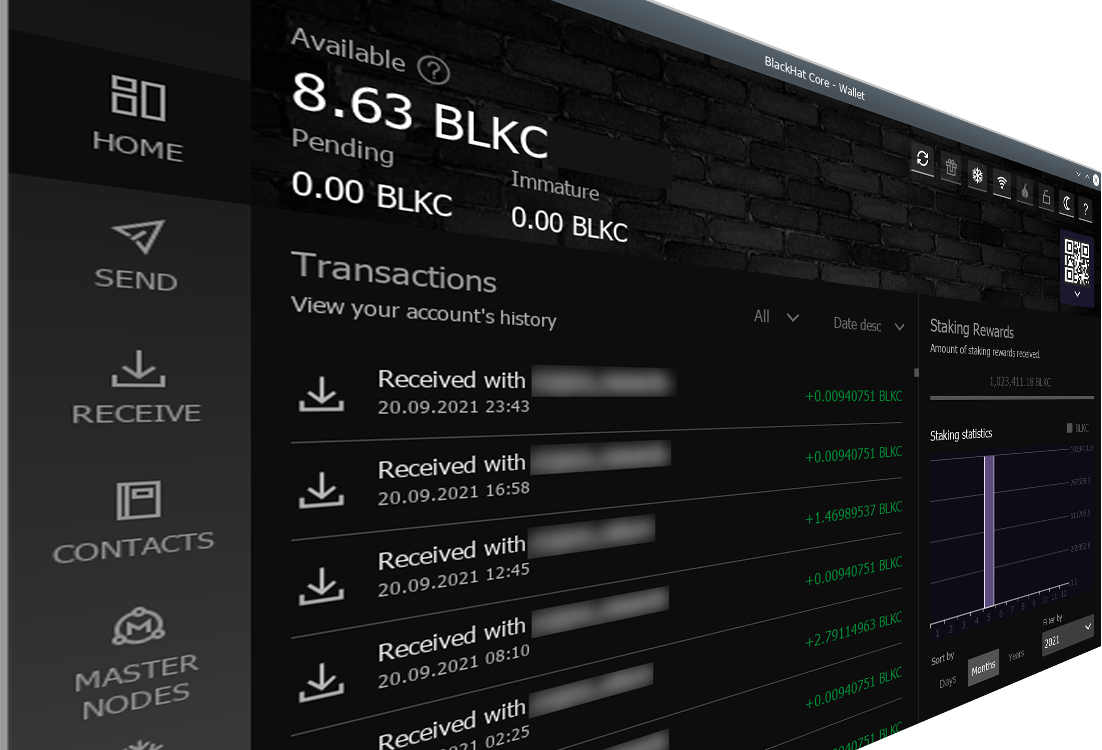 BlackHat Core - Wallet
HOME
SEND
RECEIVE
CONTACTS
MASTER
NODES
Available ?
8.63 BLKC
Pending
0.00 BLKC
Immature
0.00 BLKC
?
Transactions
View your account's history
All
Date desc
Received with
20.09.2021 23:43
+0.00940751 BLKC
Received with
20.09.2021 16:58
+0.00940751 BLKC
Received with
20.09.2021 12:45
+1.46989537 BLKC
Received with
20.09.2021 08:10
+0.00940751 BLKC
Received with
20.09.2021 02:25
+2.79114963 BLKC
+0.00940751 BLKC
+0.00940751 BLKC
Staking Rewards
Amount of staking rewards received.
1,023,411.18 BLKC
Staking statistics
BLKC
1 2 3 4 5 6 7 8 9 10 11 12
Sort by
Days
Months
Years
Filter by
2021